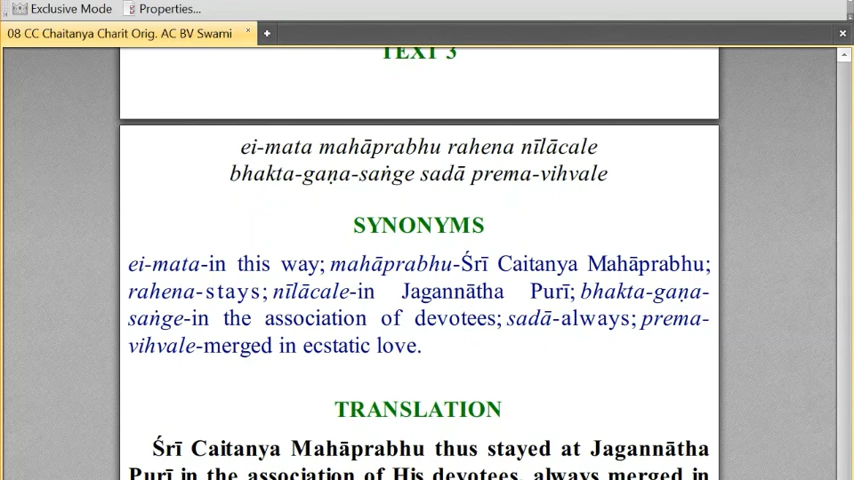 Exclusive Mode Properties...
08 CC Chaitanya Charit Orig. AC BV Swami
TEXT 3
ei-mata mahāprabhu rahena nīlācale
bhakta-gaṇa-saṅge sadā prema-vihvale
SYNONYMS
ei-mata-in this way; mahāprabhu-Śrī Caitanya Mahāprabhu;
rahena-stays; nīlācale-in Jagannātha Purī; bhakta-gaṇa-
saṅge-in the association of devotees; sadā-always; prema-
vihvale-merged in ecstatic love.
TRANSLATION
Śrī Caitanya Mahāprabhu thus stayed at Jagannātha
Purī in the association of His devotees, always merged in